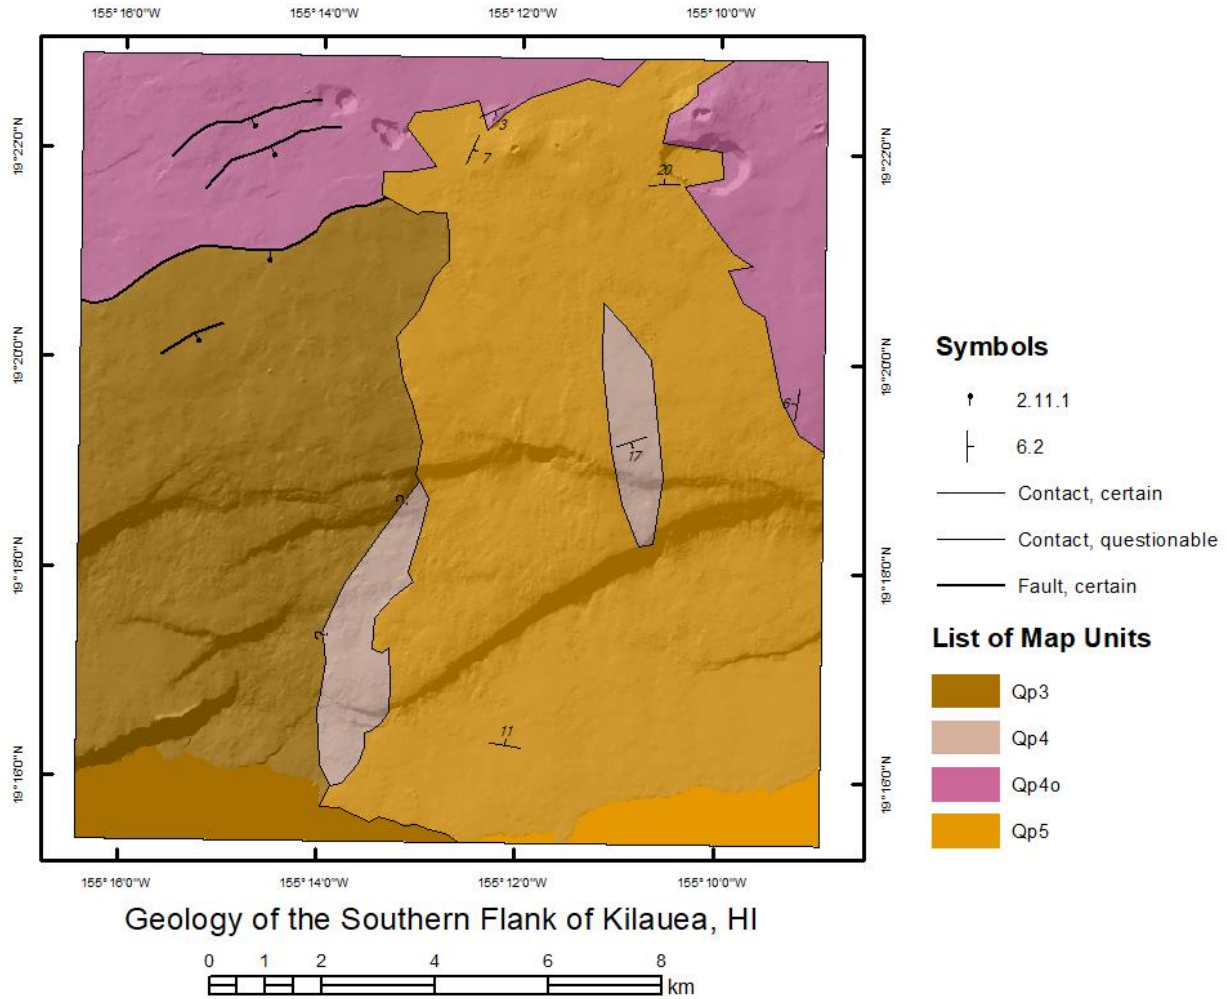 155°16'0"W 155°14'0"W 155°12'0"W 155°10'0"W
19°22'0"N
19°20'0"N
19°18'0"N
19°16'0"N
3
7
20
6
17
?
?
11
19°22'0"N
19°20'0"N
19°18'0"N
19°16'0"N
155°16'0"W 155°14'0"W 155°12'0"W 155°10'0"W
Geology of the Southern Flank of Kilauea, HI
0 1 2 4 6 8
km
Symbols
2.11.1
6.2
Contact, certain
Contact, questionable
Fault, certain
List of Map Units
Qp3
Qp4
Qp4o
Qp5